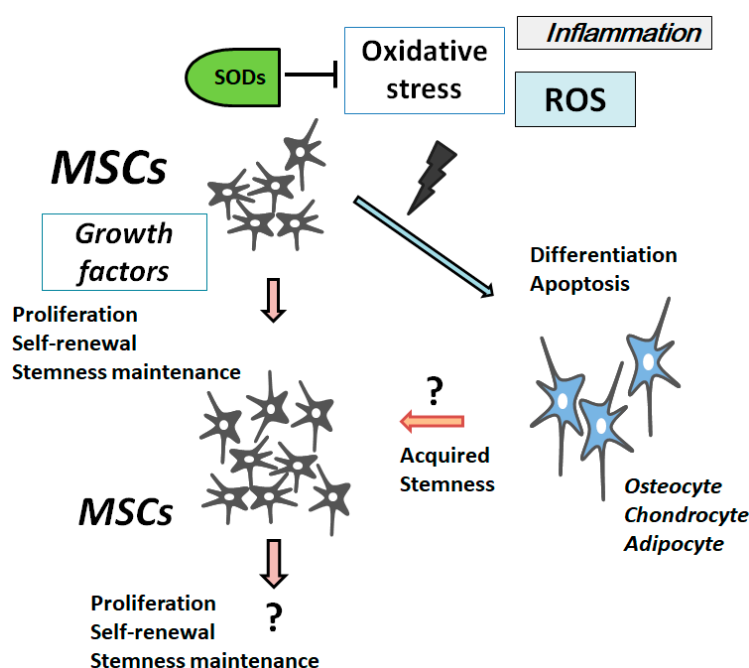 Inflammation
SODs
Oxidative
stress
ROS
MSCs
Growth
factors
Differentiation
Apoptosis
Proliferation
Self-renewal
Stemness maintenance
?
Acquired
Stemness
Osteocyte
Chondrocyte
Adipocyte
MSCs
Proliferation
Self-renewal
Stemness maintenance
?